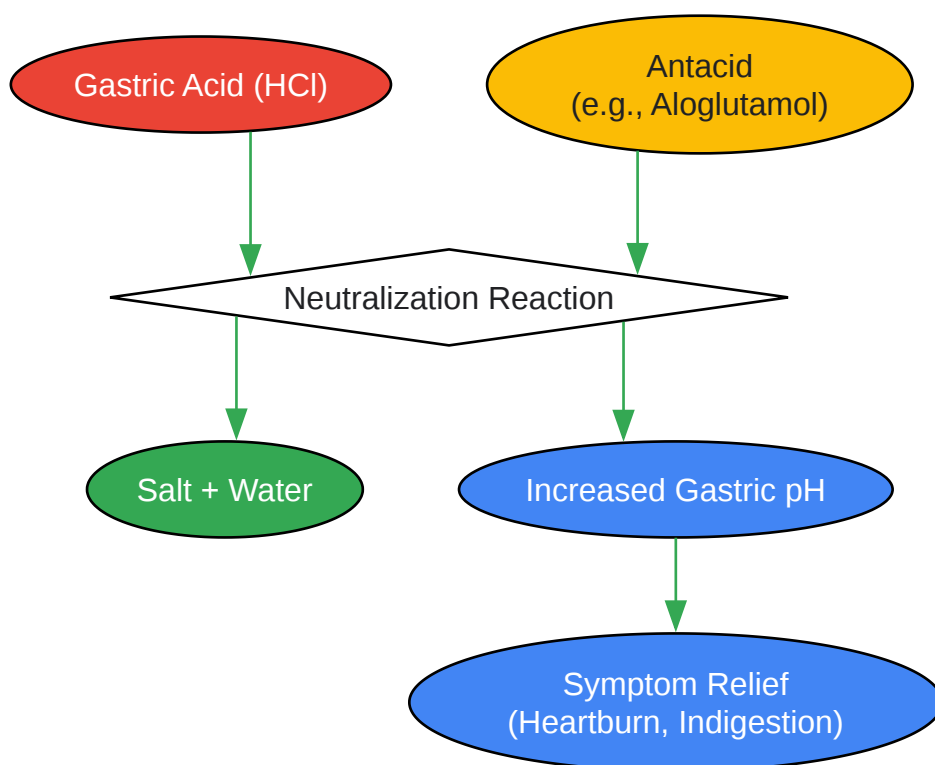 Gastric Acid (HCl)
Antacid
(e.g., Aloglutamol)
Neutralization Reaction
Salt + Water
Increased Gastric pH
Symptom Relief
(Heartburn, Indigestion)